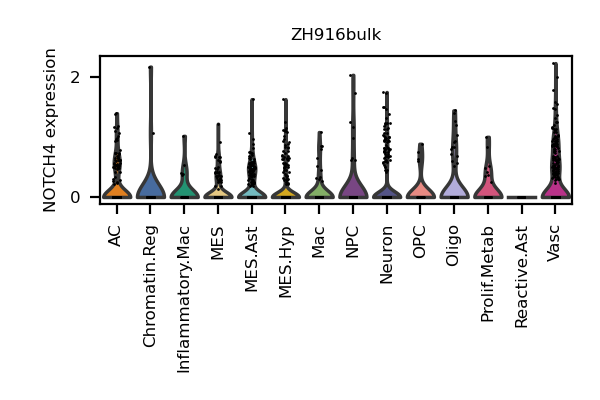 ZH916bulk
NOTCH4 expression
2
0
AC
Chromatin.Reg
Inflammatory.Mac
MES
MES.Ast
MES.Hyp
Mac
NPC
Neuron
OPC
Oligo
Prolif.Metab
Reactive.Ast
Vasc